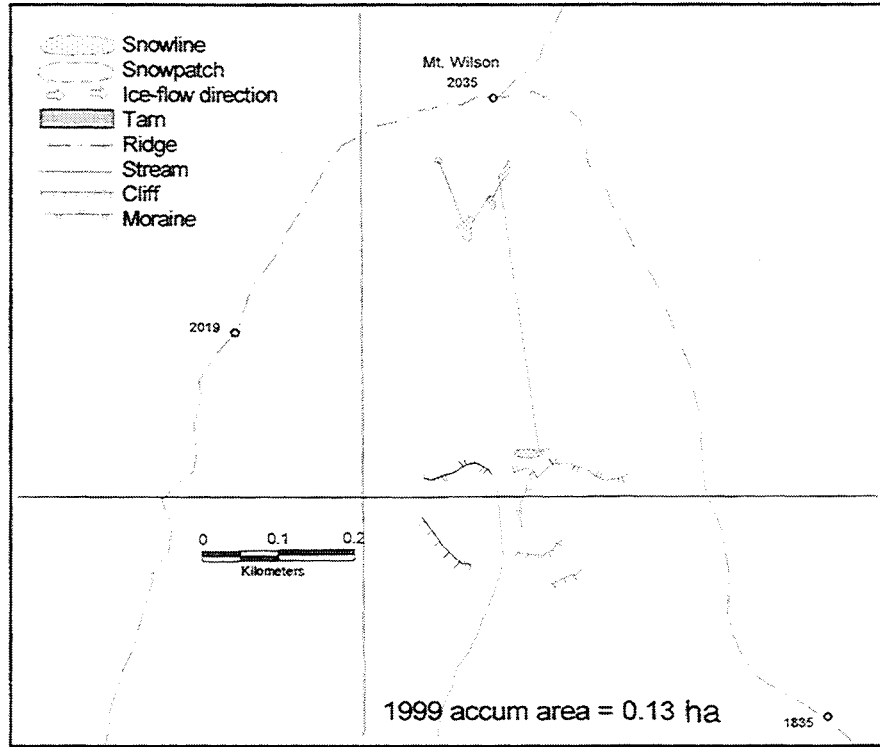 Snowline
Snowpatch
Ice-flow direction
Tarn
Ridge
Stream
Cliff
Moraine
Mt. Wilson
2035
2019
0 0.1 0.2
Kilometers
1999 accum area = 0.13 ha
1835